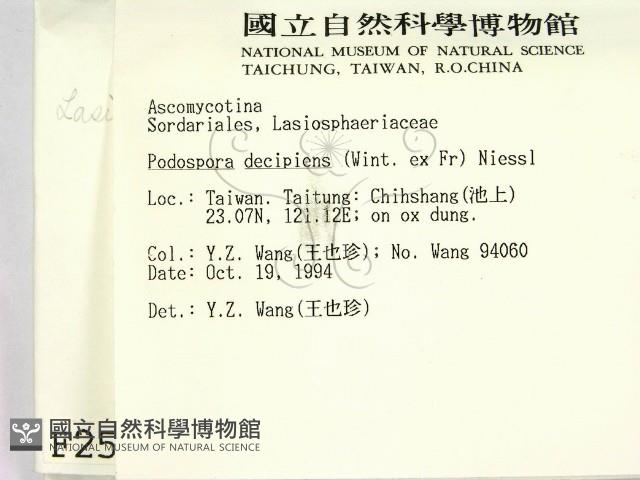 國立自然科學博物館
NATIONAL MUSEUM OF NATURAL SCIENCE
TAICHUNG, TAIWAN, R.O.CHINA
Lasi
Ascomycotina
Sordariales, Lasiosphaeriaceae
Podospora decipiens (Wint. ex Fr) Niessl
Loc.: Taiwan. Taitung: Chihshang(池上)
23.07N, 121.12E; on ox dung.
Col.: Y.Z. Wang(王也珍); No. Wang 94060
Date: Oct. 19, 1994
Det.: Y.Z. Wang(王也珍)
國立自然科學博物館
NATIONAL MUSEUM OF NATURAL SCIENCE
F25